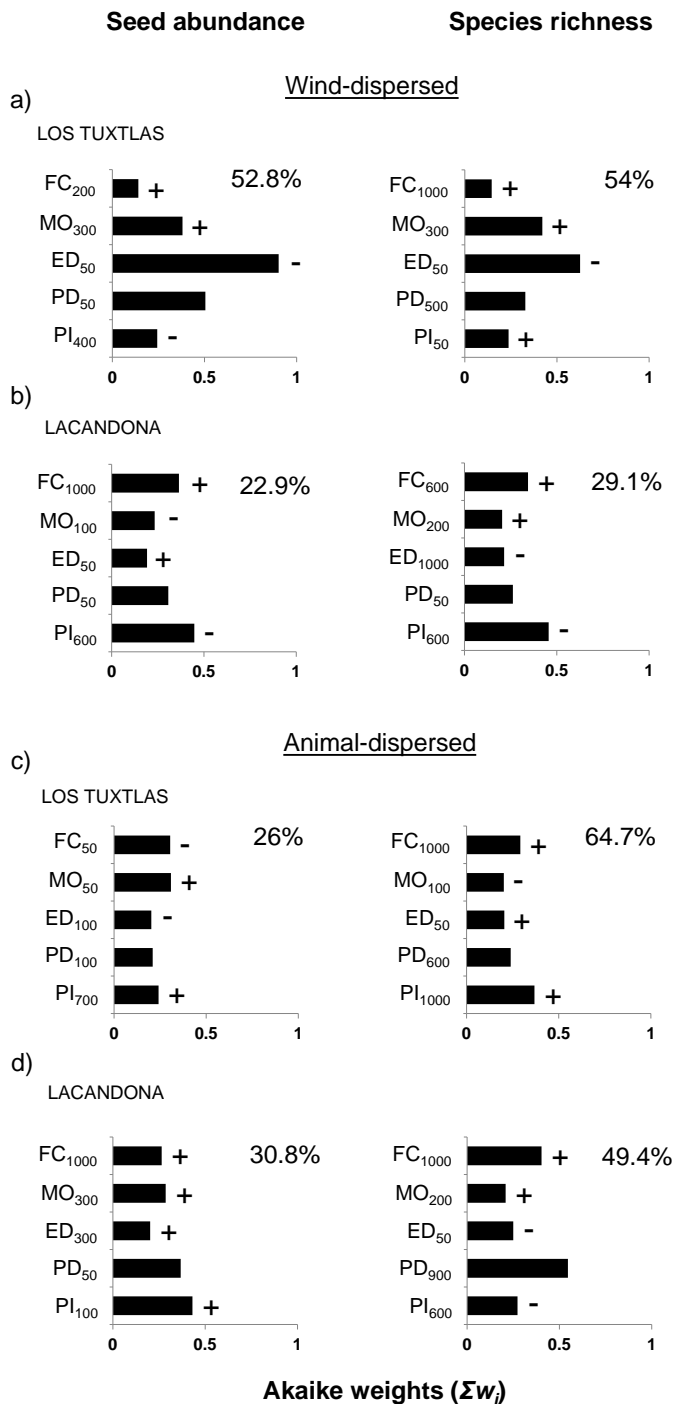 Seed abundance Species richness
Wind-dispersed
a)
LOS TUXTLAS
52.8%
FC200 +
MO300 +
ED50 -
PD50
PI400 -
0 0.5 1
54%
FC1000 +
MO300 +
ED50 -
PD500
PI50 +
0 0.5 1
b)
LACANDONA
22.9%
FC1000 +
MO100 -
ED50 +
PD50
PI600 -
0 0.5 1
29.1%
FC600 +
MO200 +
ED1000 -
PD50
PI600 -
0 0.5 1
Animal-dispersed
c)
LOS TUXTLAS
26%
FC50 -
MO50 +
ED100 -
PD100
PI700 +
0 0.5 1
64.7%
FC1000 +
MO100 -
ED50 +
PD600
PI1000 +
0 0.5 1
d)
LACANDONA
30.8%
FC1000 +
MO300 +
ED300 +
PD50
PI100 +
0 0.5 1
49.4%
FC1000 +
MO200 +
ED50 -
PD900
PI600 -
0 0.5 1
Akaike weights (Σwi)